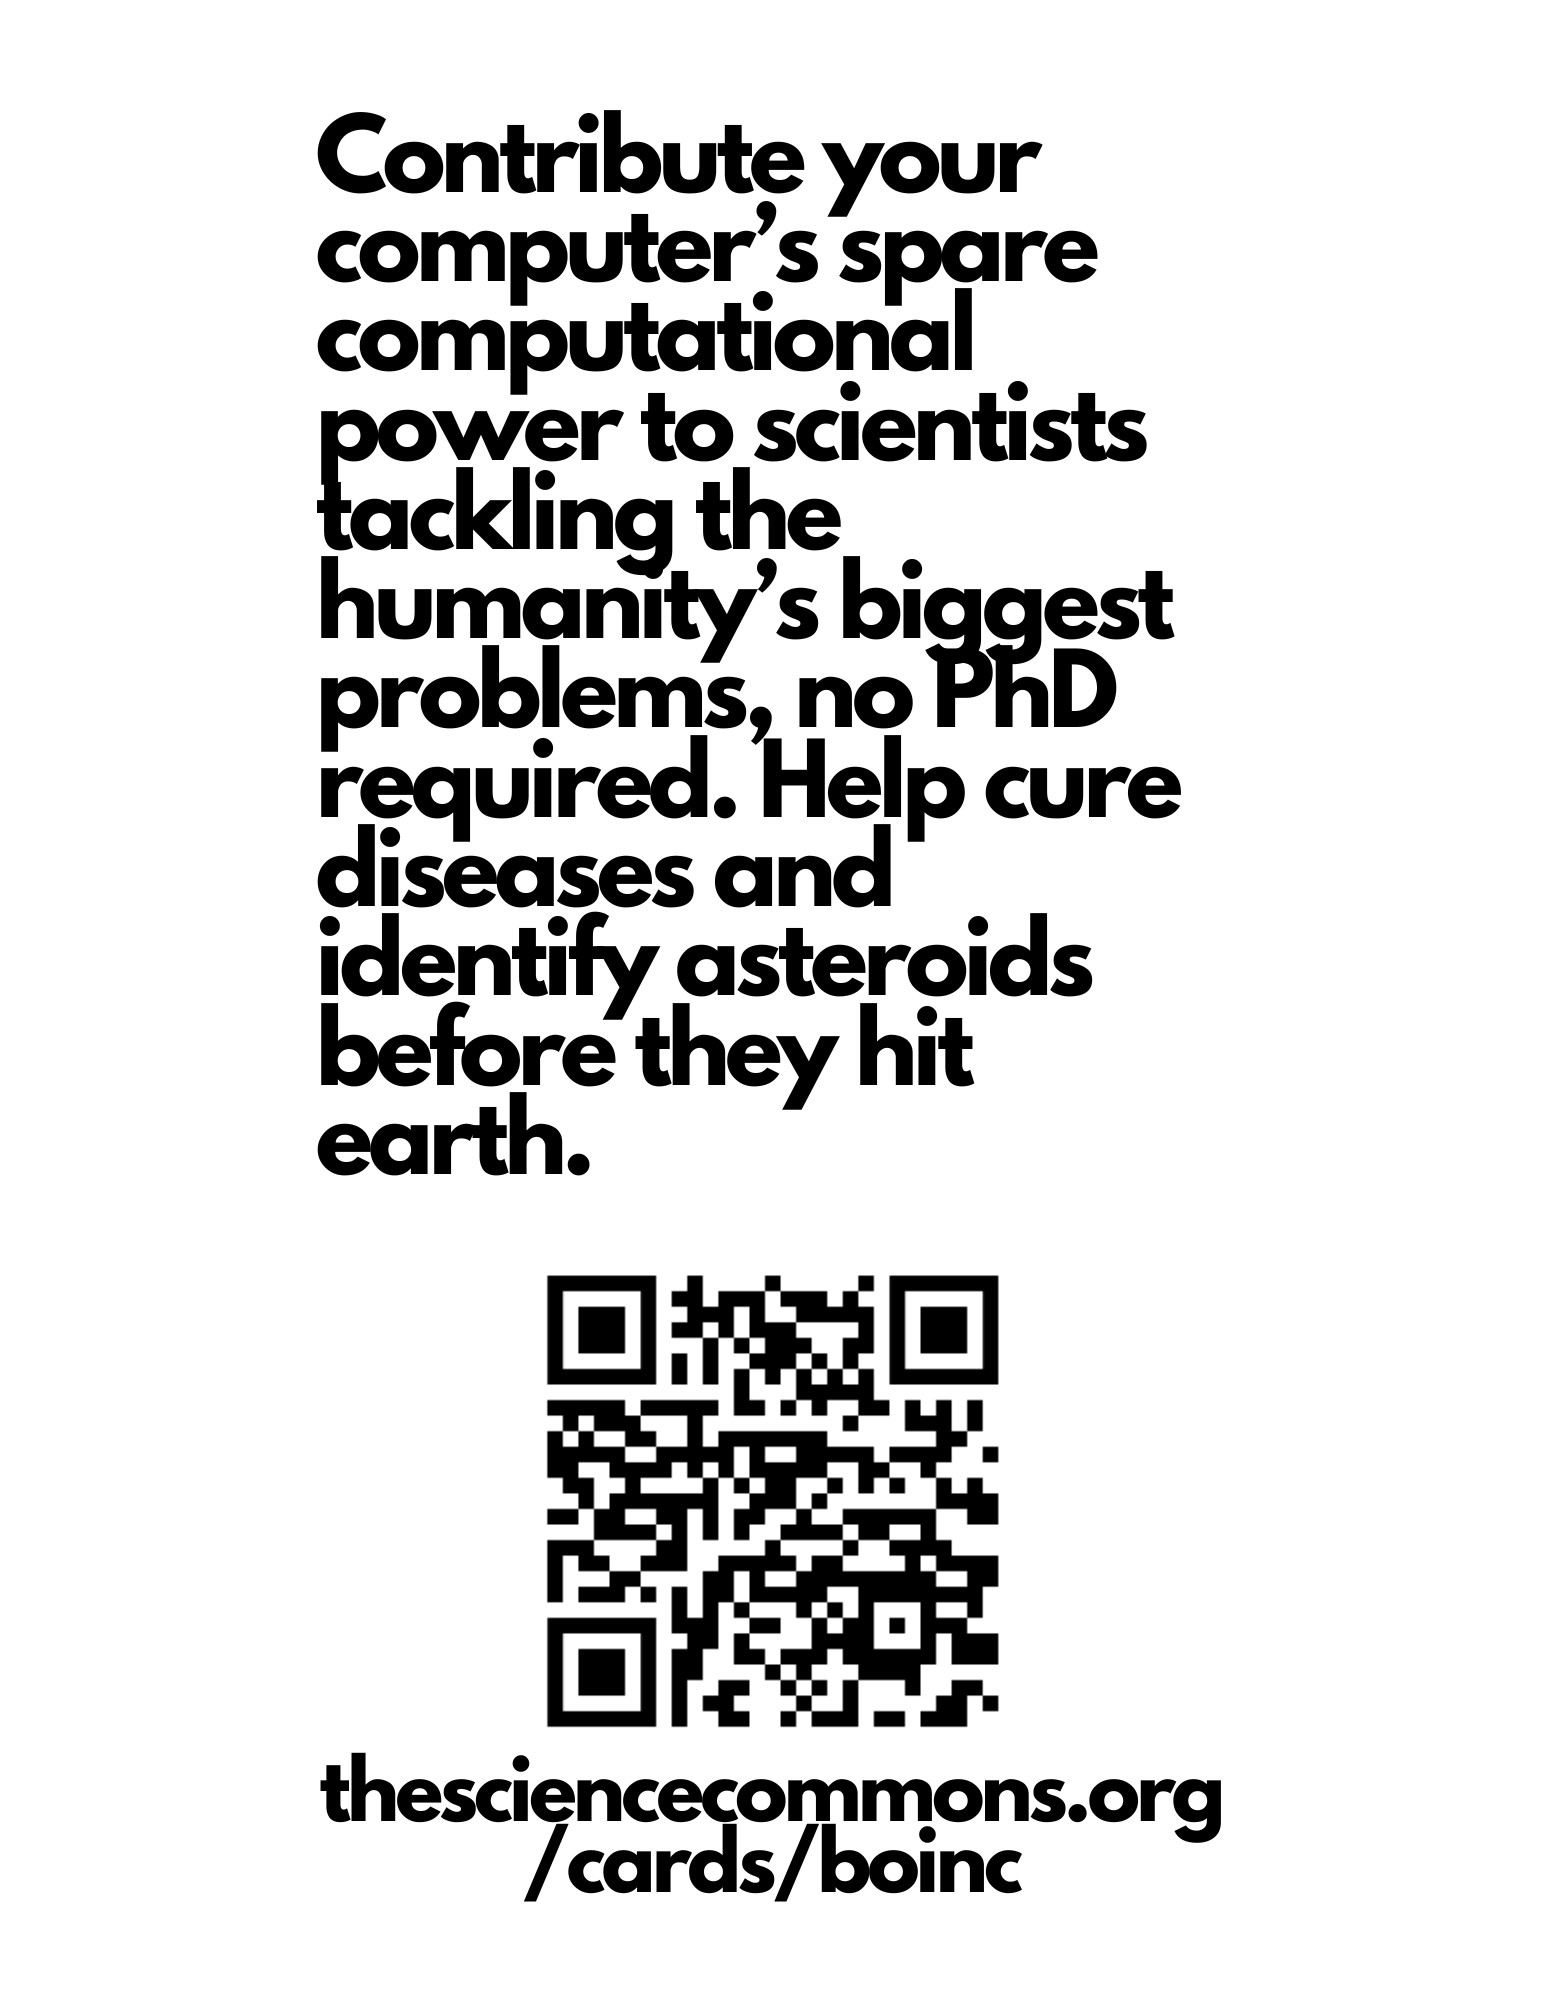 Contribute your
computer’s spare
computational
power to scientists
tackling the
humanity’s biggest
problems, no PhD
required. Help cure
diseases and
identify asteroids
before they hit
earth.
thesciencecommons.org
/cards/boinc